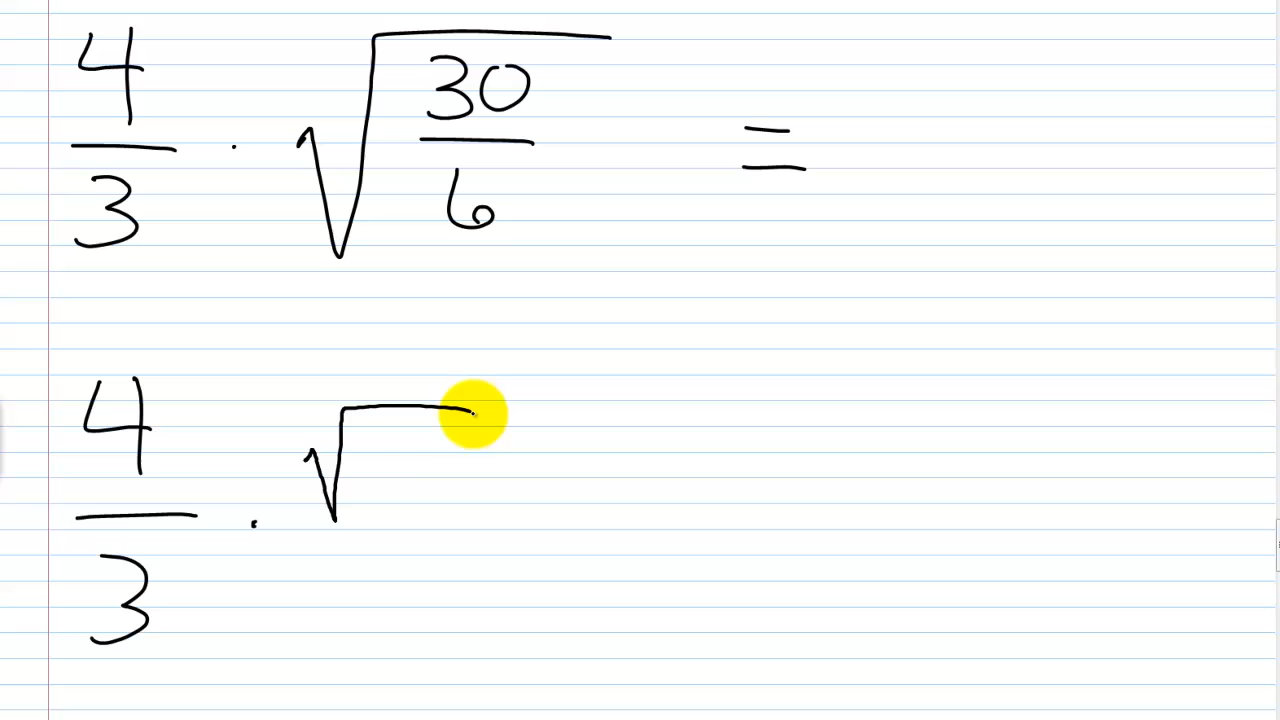 4/3 · √(30/6) =
4/3 · √